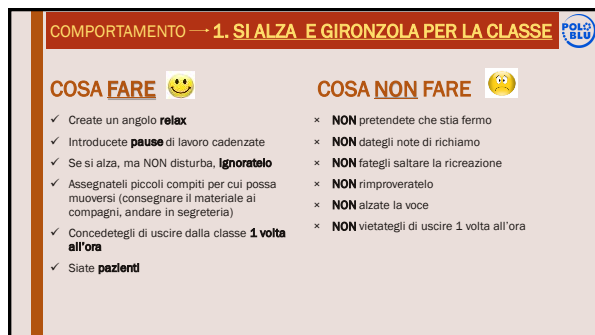 COMPORTAMENTO → 1. SI ALZA E GIRONZOLA PER LA CLASSE
POLO
BLU
COSA FARE
✓ Create un angolo relax
✓ Introducete pause di lavoro cadenzate
✓ Se si alza, ma NON disturba, ignoratelo
✓ Assegnateli piccoli compiti per cui possa
muoversi (consegnare il materiale ai
compagni, andare in segreteria)
✓ Concedetegli di uscire dalla classe 1 volta
all'ora
✓ Siate pazienti
COSA NON FARE
× NON pretendete che stia fermo
× NON dategli note di richiamo
× NON fategli saltare la ricreazione
× NON rimproveratelo
× NON alzate la voce
× NON vietategli di uscire 1 volta all'ora